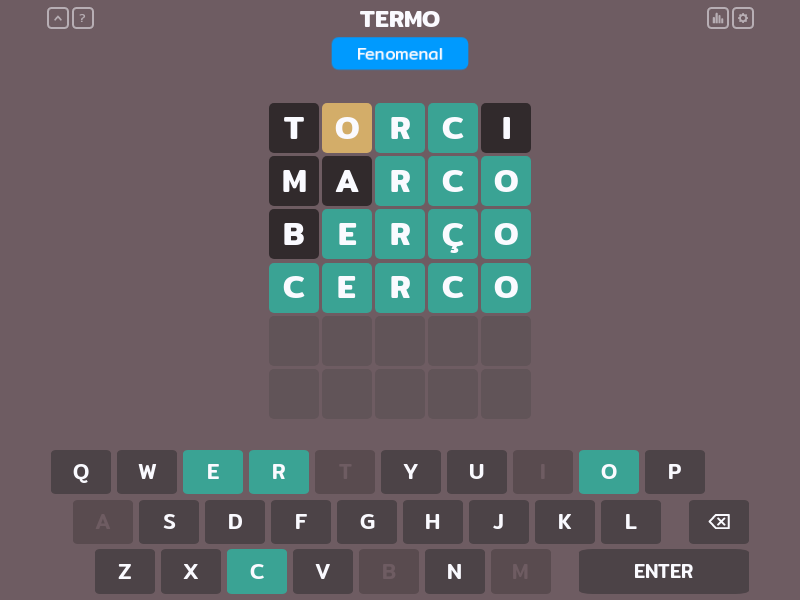 ?
TERMO
Fenomenal
T O R C I
M A R C O
B E R Ç O
C E R C O
Q W E R T Y U I O P
A S D F G H J K L
Z X C V B N M ENTER